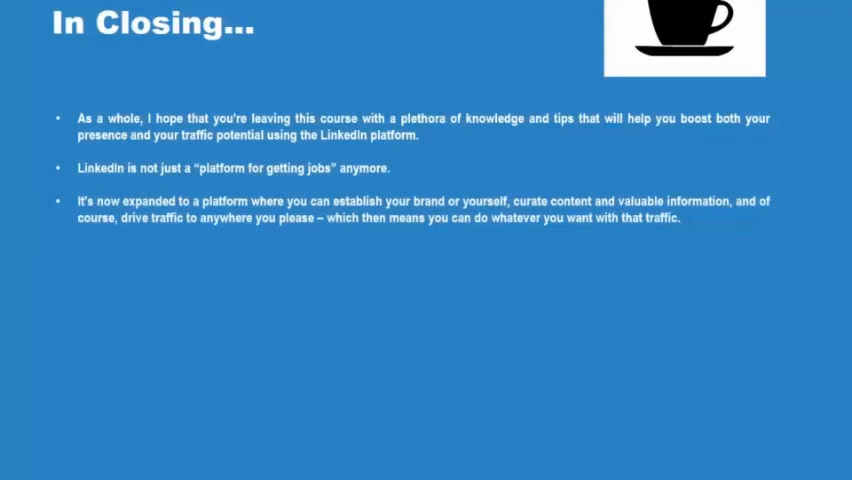 In Closing...
• As a whole, I hope that you're leaving this course with a plethora of knowledge and tips that will help you boost both your
presence and your traffic potential using the LinkedIn platform.
• LinkedIn is not just a “platform for getting jobs” anymore.
• It's now expanded to a platform where you can establish your brand or yourself, curate content and valuable information, and of
course, drive traffic to anywhere you please – which then means you can do whatever you want with that traffic.